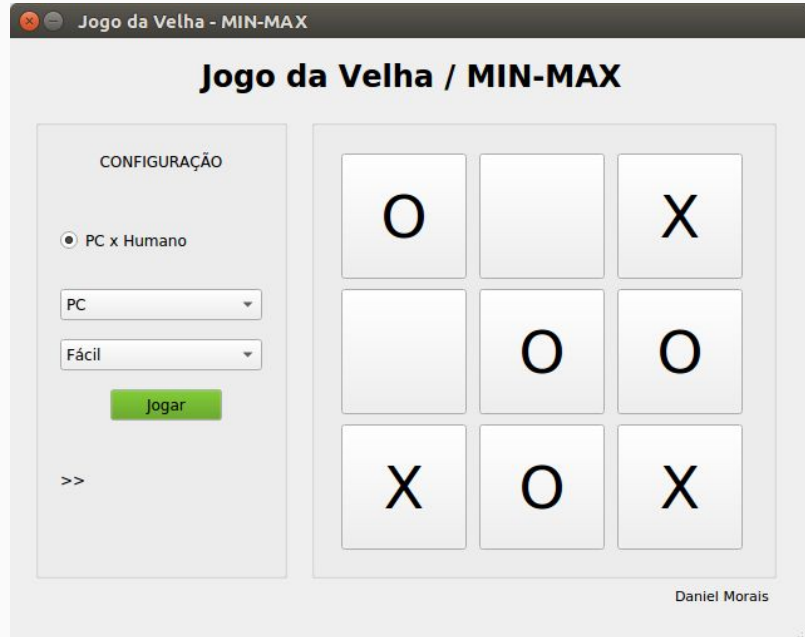 Jogo da Velha - MIN-MAX
Jogo da Velha / MIN-MAX
CONFIGURAÇÃO
PC x Humano
PC
Fácil
Jogar
>>
O X
O O
X O X
Daniel Morais